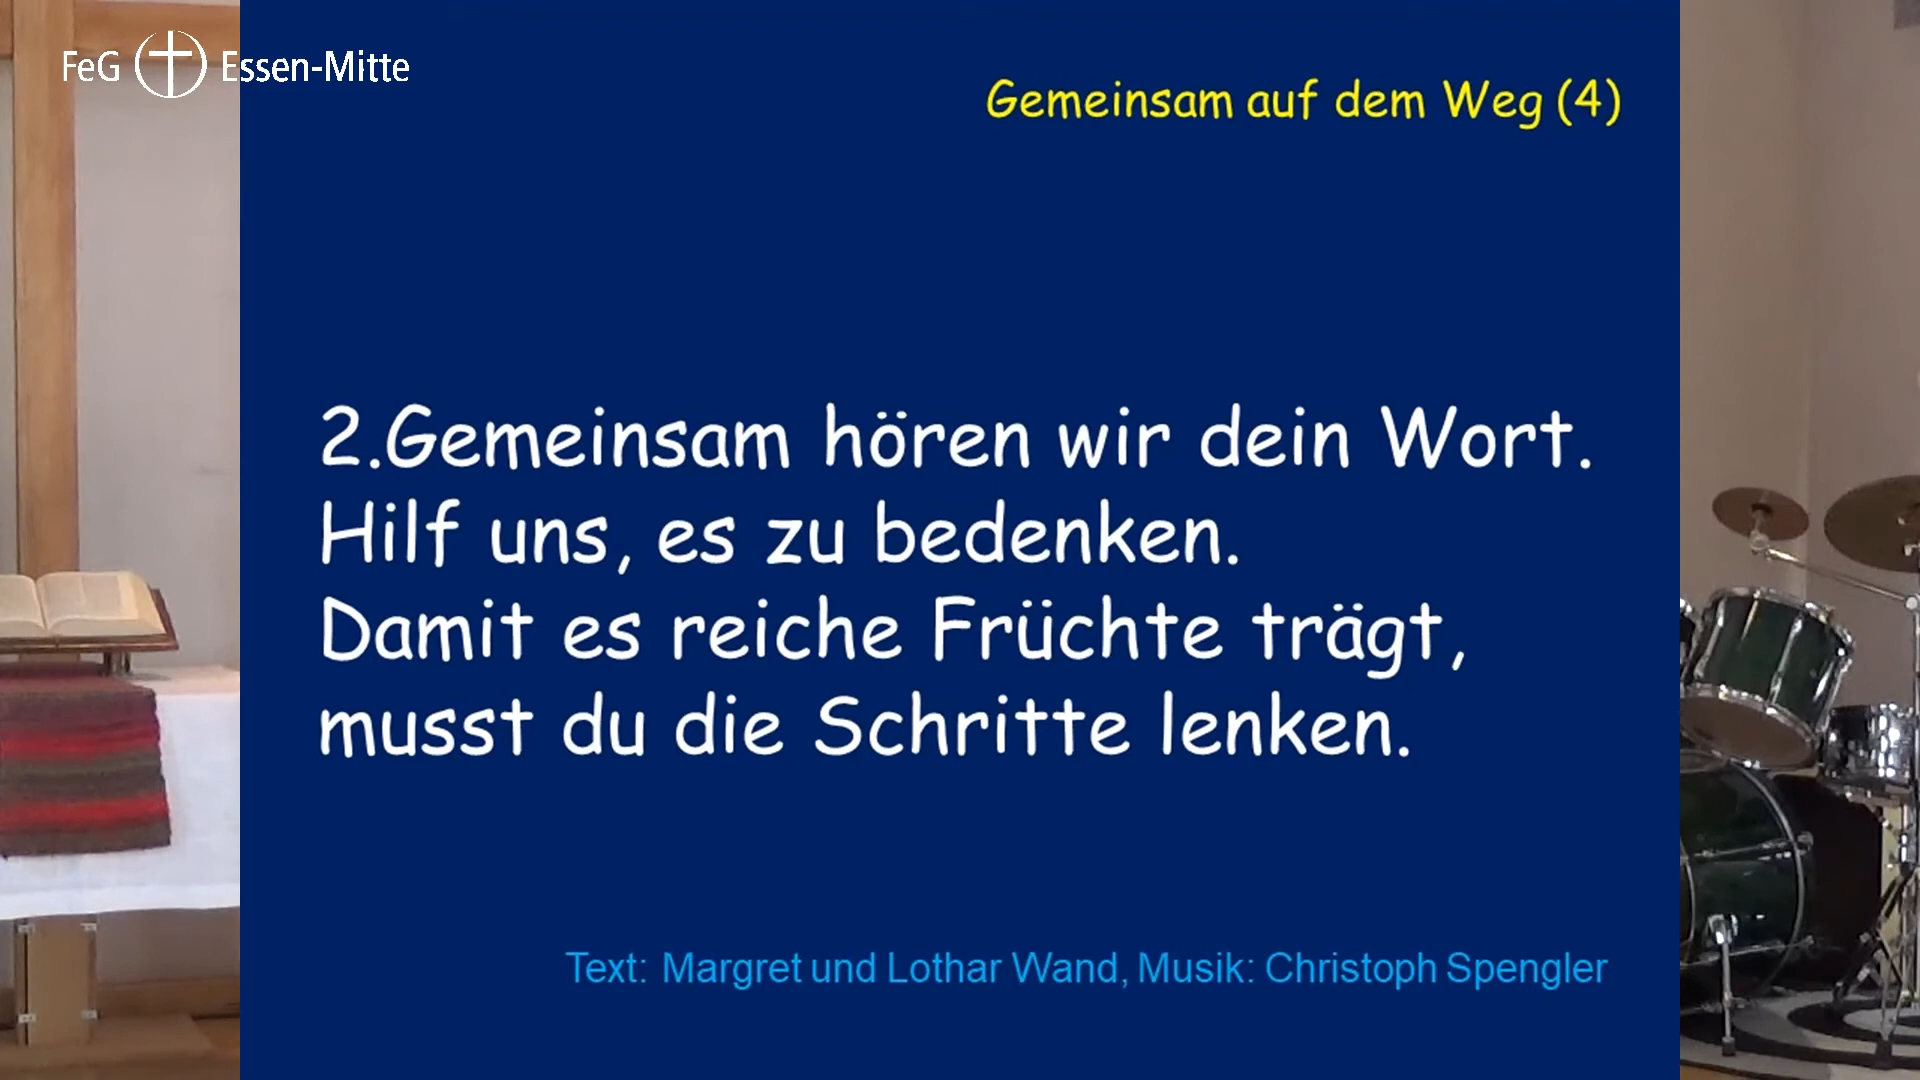 FeG Essen-Mitte
Gemeinsam auf dem Weg (4)
2.Gemeinsam hören wir dein Wort.
Hilf uns, es zu bedenken.
Damit es reiche Früchte trägt,
musst du die Schritte lenken.
Text: Margret und Lothar Wand, Musik: Christoph Spengler